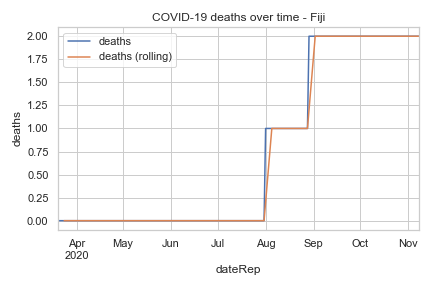 COVID-19 deaths over time - Fiji
deaths
deaths (rolling)
2.00
1.75
1.50
1.25
1.00
0.75
0.50
0.25
0.00
deaths
Apr May Jun Jul Aug Sep Oct Nov
2020
dateRep